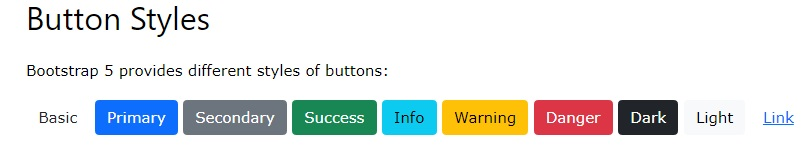 Button Styles
Bootstrap 5 provides different styles of buttons:
Basic Primary Secondary Success Info Warning Danger Dark Light Link